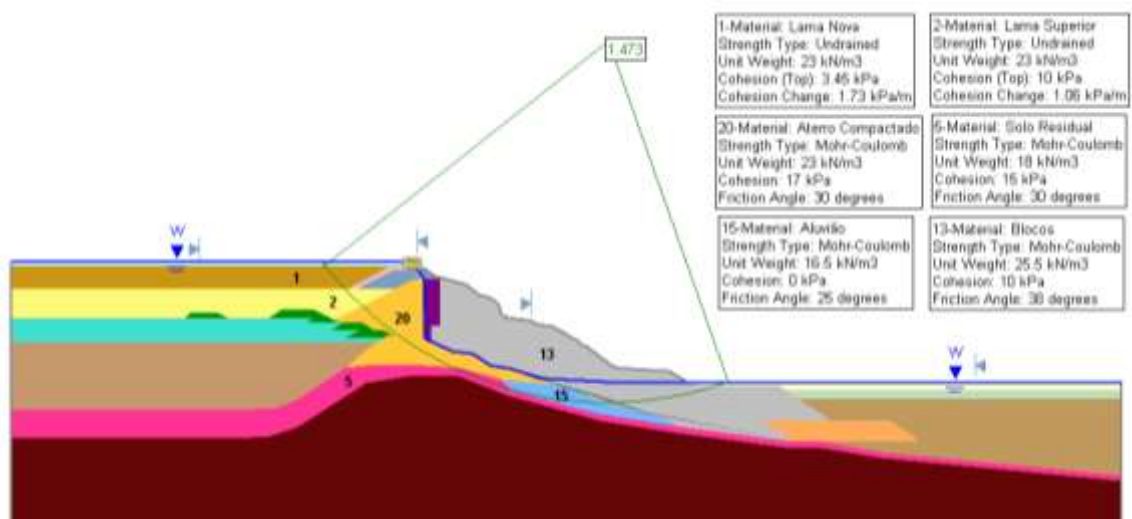 1.473
1-Material: Lama Nova
Strength Type: Undrained
Unit Weight: 23 kN/m3
Cohesion (Top): 3.45 kPa
Cohesion Change: 1.73 kPa/m
2-Material: Lama Superior
Strength Type: Undrained
Unit Weight: 23 kN/m3
Cohesion (Top): 10 kPa
Cohesion Change: 1.06 kPa/m
20-Material: Aterro Compactado
Strength Type: Mohr-Coulomb
Unit Weight: 23 kN/m3
Cohesion: 17 kPa
Friction Angle: 30 degrees
5-Material: Solo Residual
Strength Type: Mohr-Coulomb
Unit Weight: 18 kN/m3
Cohesion: 15 kPa
Friction Angle: 30 degrees
15-Material: Aluvião
Strength Type: Mohr-Coulomb
Unit Weight: 16.5 kN/m3
Cohesion: 0 kPa
Friction Angle: 25 degrees
13-Material: Blocos
Strength Type: Mohr-Coulomb
Unit Weight: 25.5 kN/m3
Cohesion: 10 kPa
Friction Angle: 38 degrees
W
1
2
20
13
W
5
15